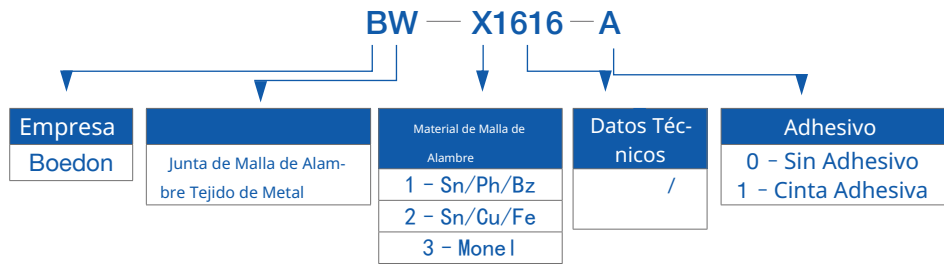 BW — X1616 — A
Empresa
Boedon
Junta de Malla de Alam-
bre Tejido de Metal
Material de Malla de
Alambre
1 - Sn/Ph/Bz
2 - Sn/Cu/Fe
3 - Monel
Datos Téc-
nicos
/
Adhesivo
0 - Sin Adhesivo
1 - Cinta Adhesiva